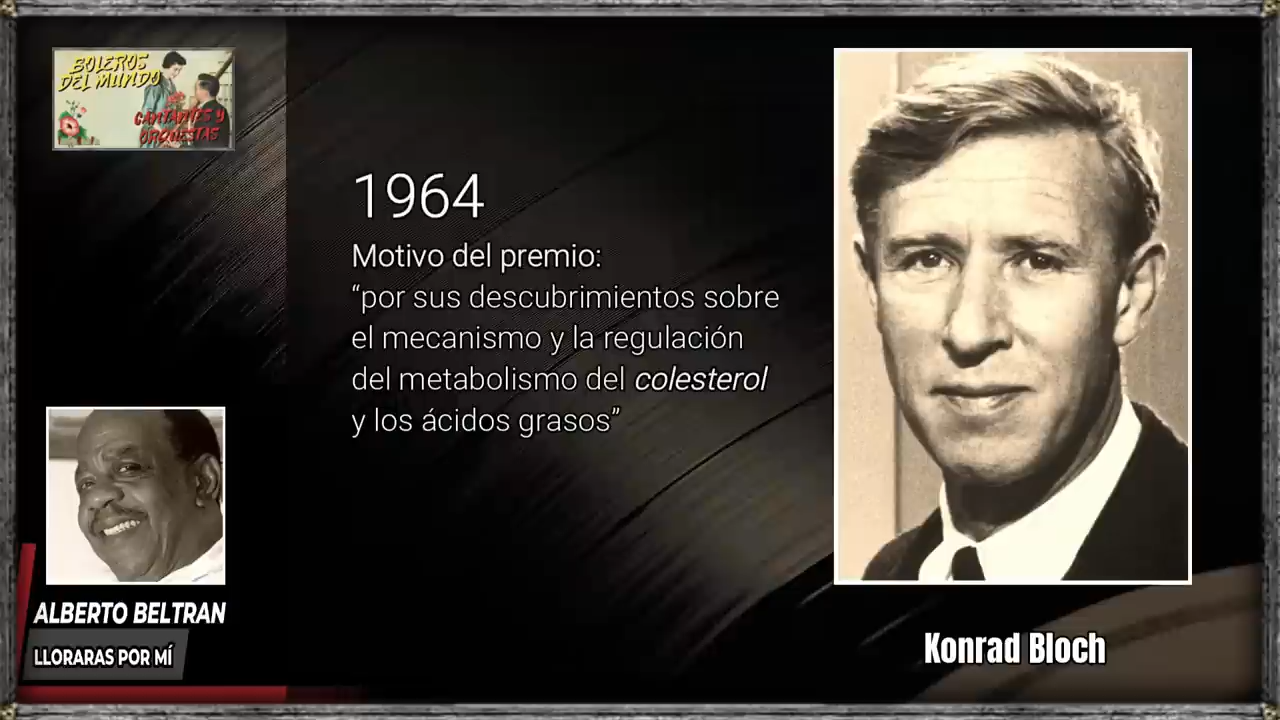 BOLEROS
DEL MUNDO
CANTANTES Y
ORQUESTAS
1964
Motivo del premio:
“por sus descubrimientos sobre
el mecanismo y la regulación
del metabolismo del colesterol
y los ácidos grasos”
ALBERTO BELTRAN
LLORARAS POR MÍ
Konrad Bloch